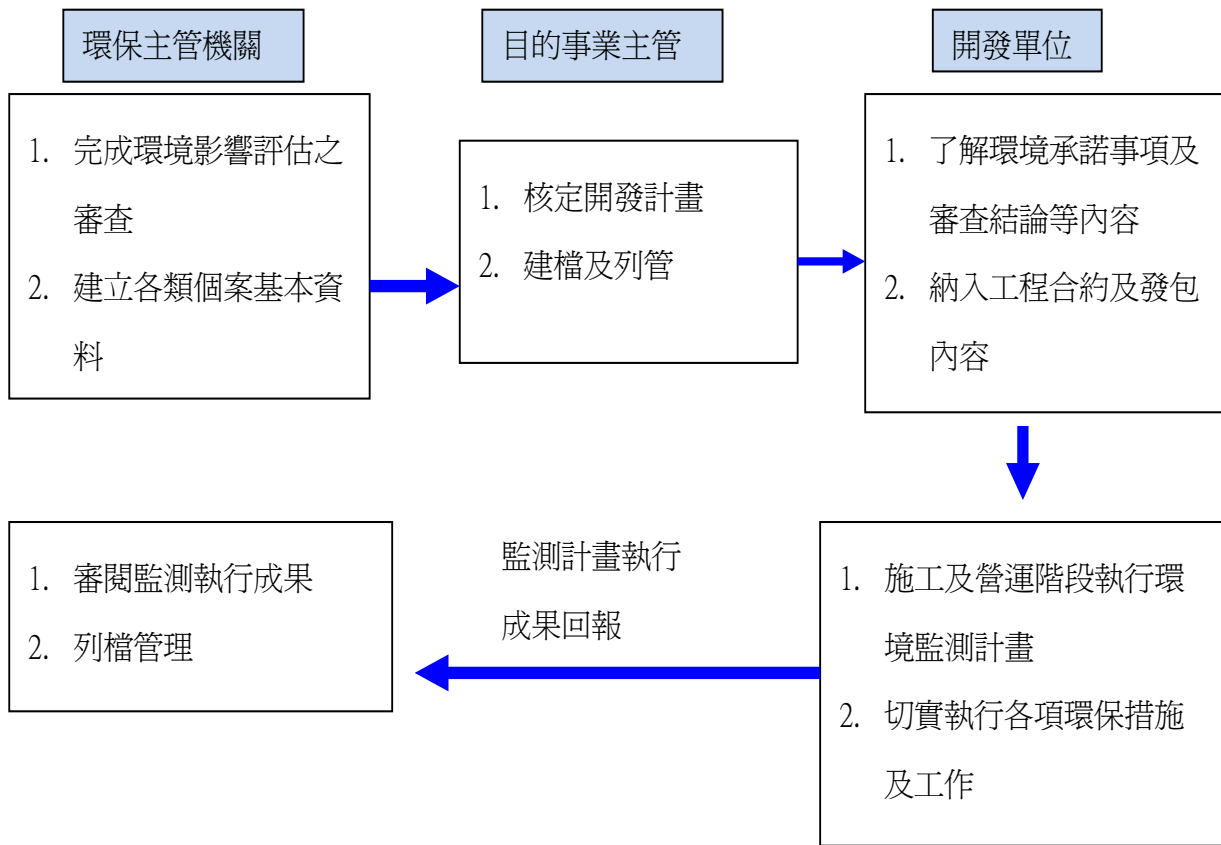 環保主管機關
目的事業主管
開發單位
1. 完成環境影響評估之
審查
2. 建立各類個案基本資
料
1. 核定開發計畫
2. 建檔及列管
1. 了解環境承諾事項及
審查結論等內容
2. 納入工程合約及發包
內容
1. 施工及營運階段執行環
境監測計畫
2. 切實執行各項環保措施
及工作
監測計畫執行
成果回報
1. 審閱監測執行成果
2. 列檔管理